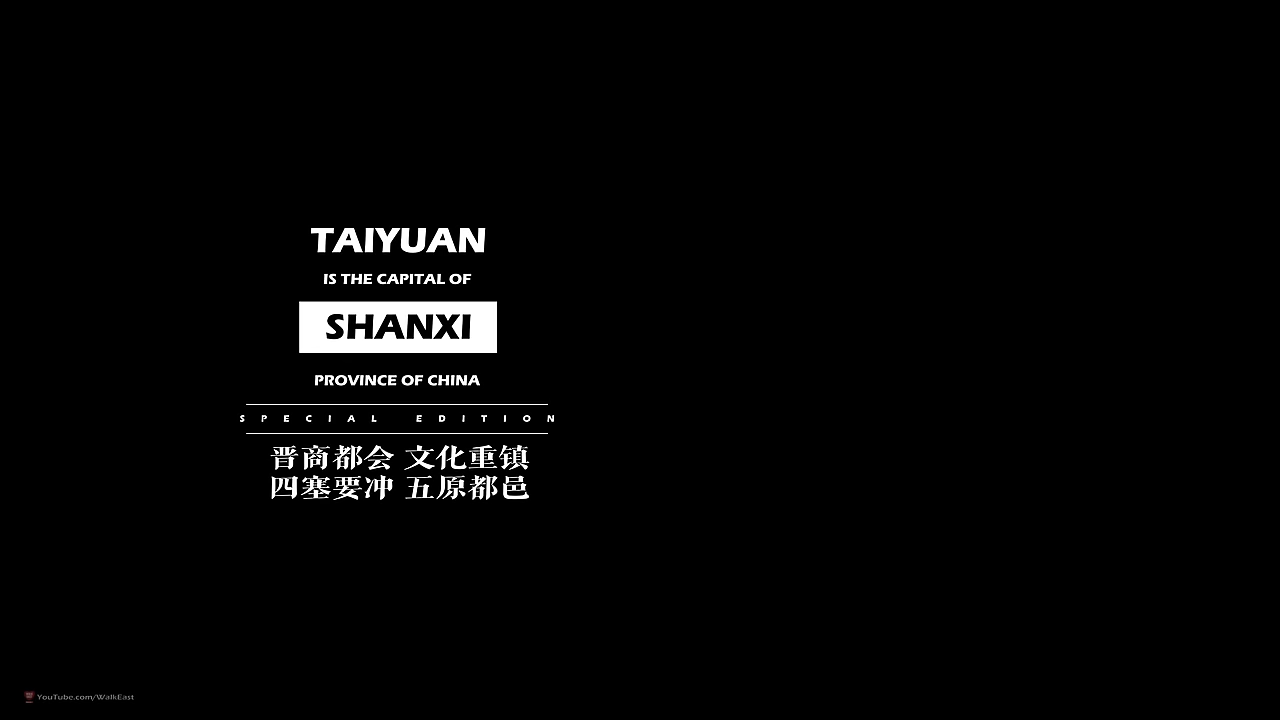 TAIYUAN
IS THE CAPITAL OF
SHANXI
PROVINCE OF CHINA
SPECIAL EDITION
晋商都会 文化重镇
四塞要冲 五原都邑
YouTube.com/WalkEast